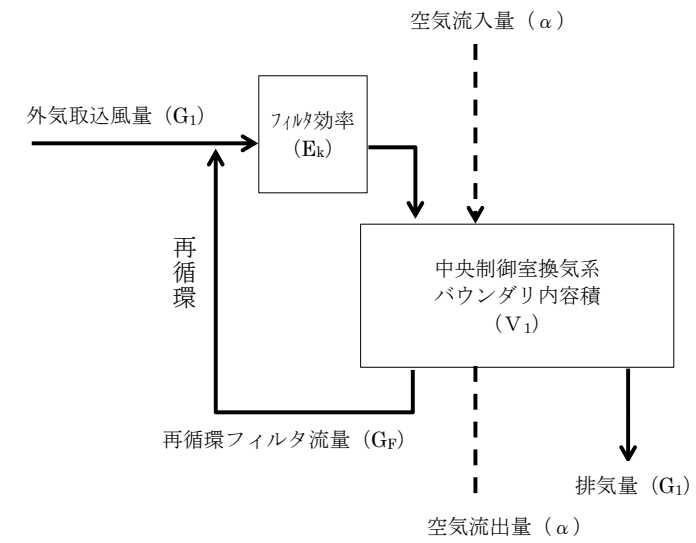 空気流入量（α）
外気取込風量（G₁）
ﾌｨﾙﾀ効率
（Eₖ）
再循環
中央制御室換気系
バウンダリ内容積
（Ｖ₁）
再循環フィルタ流量（G_F）
排気量（G₁）
空気流出量（α）